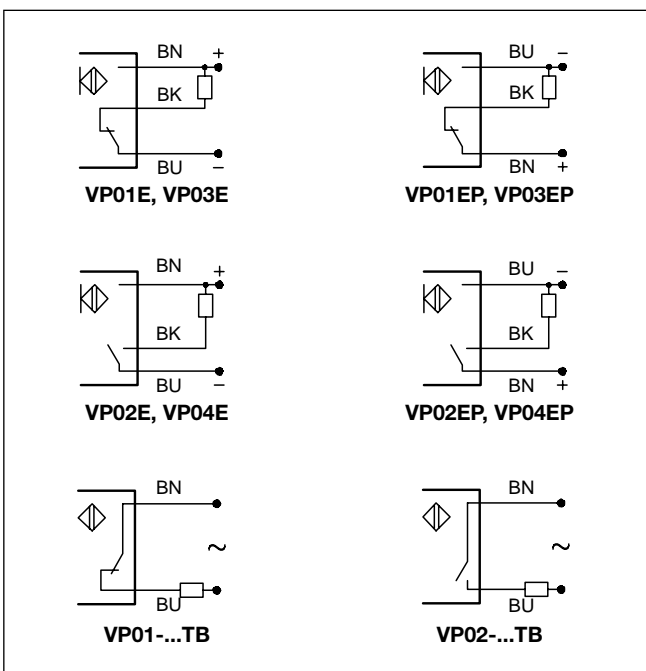 BN +
BK
BU −
VP01E, VP03E
BU −
BK
BN +
VP01EP, VP03EP
BN +
BK
BU −
VP02E, VP04E
BU −
BK
BN +
VP02EP, VP04EP
BN
~
BU
VP01-...TB
BN
~
BU
VP02-...TB